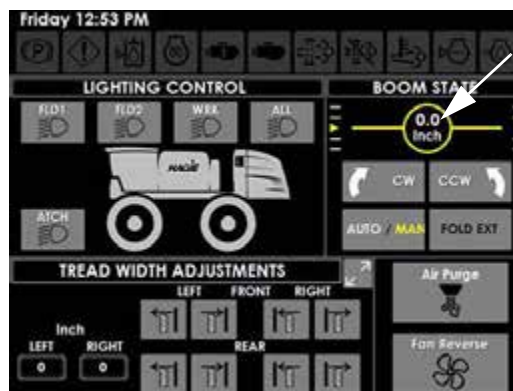 Friday 12:53 PM
LIGHTING CONTROL
BOOM STATE
FLD1
FLD2
WRK
ALL
0.0
Inch
HAGIE
CW
CCW
ATCH
AUTO / MAN
FOLD EXT
TREAD WIDTH ADJUSTMENTS
LEFT FRONT RIGHT
Air Purge
Inch
LEFT RIGHT
REAR
Fan Reverse
0 0